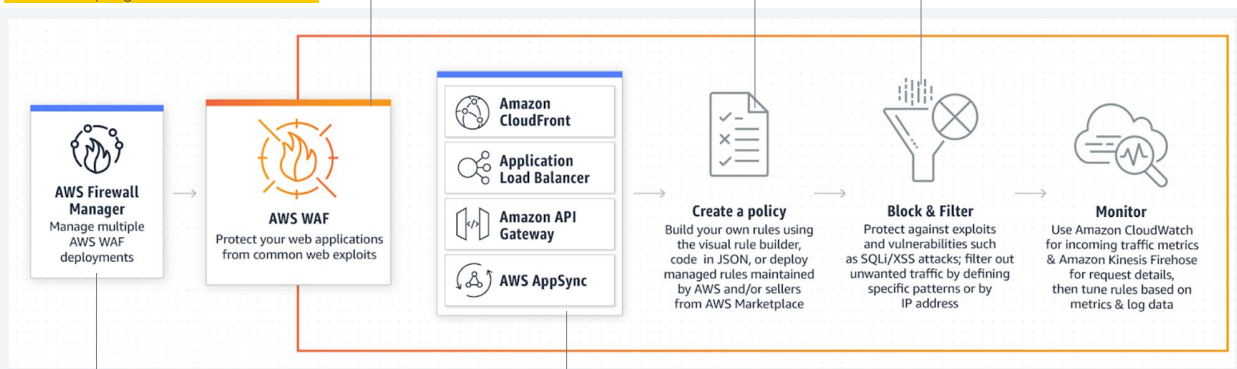 AWS Firewall
Manager
Manage multiple
AWS WAF
deployments
AWS WAF
Protect your web applications
from common web exploits
Amazon
CloudFront
Application
Load Balancer
Amazon API
Gateway
</>
AWS AppSync
Create a policy
Build your own rules using
the visual rule builder,
code in JSON, or deploy
managed rules maintained
by AWS and/or sellers
from AWS Marketplace
Block & Filter
Protect against exploits
and vulnerabilities such
as SQLi/XSS attacks; filter out
unwanted traffic by defining
specific patterns or by
IP address
Monitor
Use Amazon CloudWatch
for incoming traffic metrics
& Amazon Kinesis Firehose
for request details,
then tune rules based on
metrics & log data